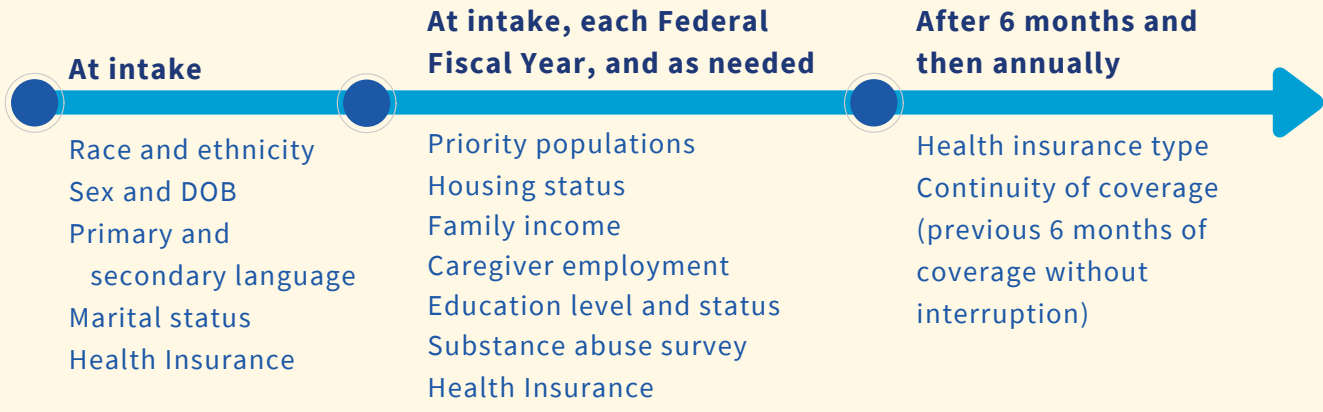 At intake
Race and ethnicity
Sex and DOB
Primary and
secondary language
Marital status
Health Insurance
At intake, each Federal
Fiscal Year, and as needed
Priority populations
Housing status
Family income
Caregiver employment
Education level and status
Substance abuse survey
Health Insurance
After 6 months and
then annually
Health insurance type
Continuity of coverage
(previous 6 months of
coverage without
interruption)